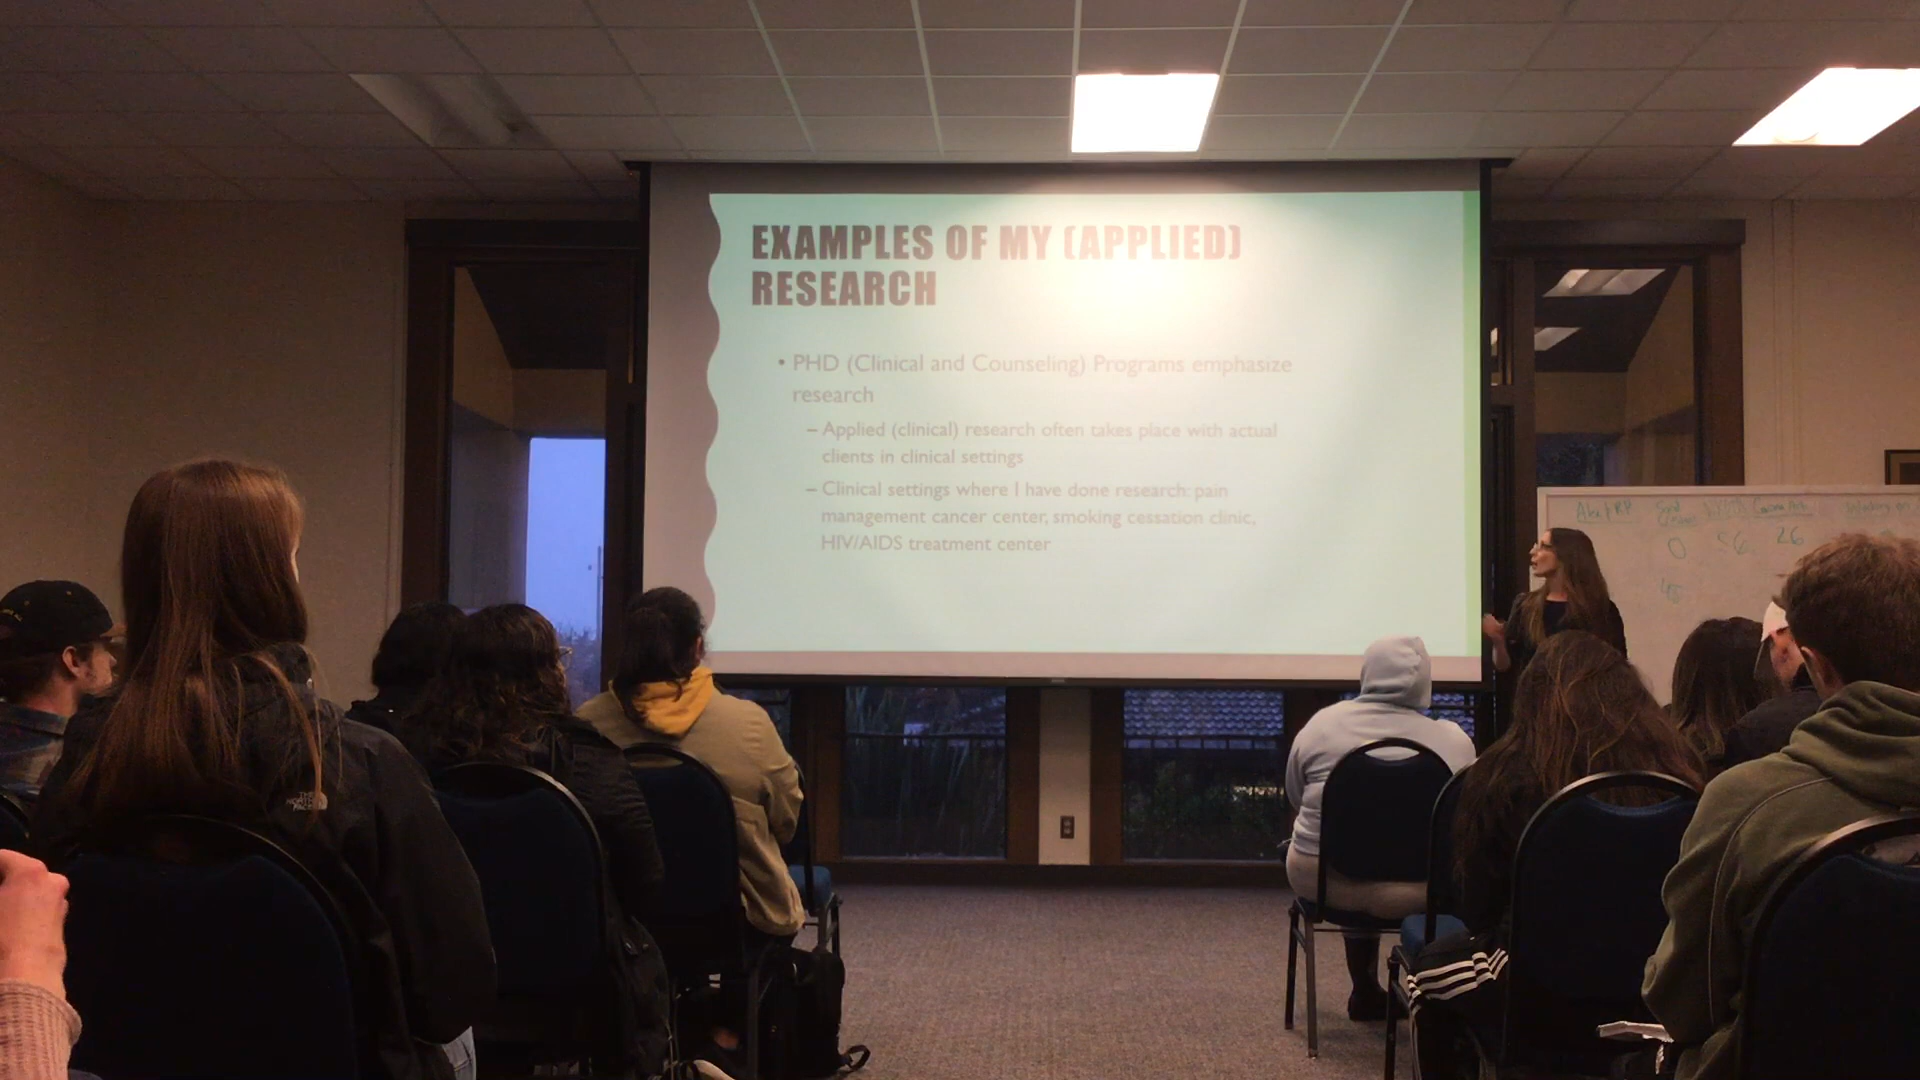 EXAMPLES OF MY (APPLIED)
RESEARCH
• PHD (Clinical and Counseling) Programs emphasize
research
– Applied (clinical) research often takes place with actual
clients in clinical settings
– Clinical settings where I have done research: pain
management cancer center, smoking cessation clinic,
HIV/AIDS treatment center
0 56 26
45
THE
NORTH
FACE